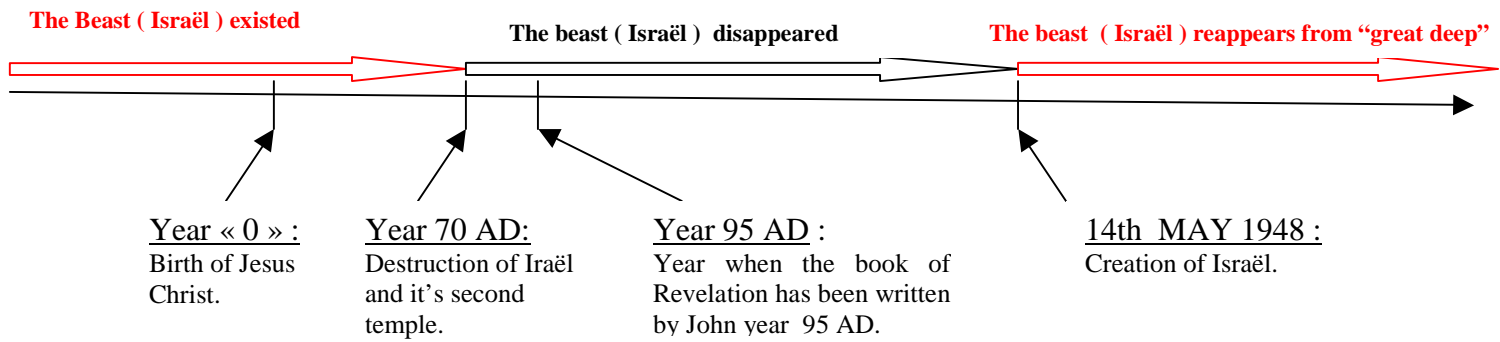 The Beast ( Israël ) existed
The beast ( Israël ) disappeared
The beast ( Israël ) reappears from “great deep”
Year « 0 » :
Birth of Jesus
Christ.
Year 70 AD:
Destruction of Iraël
and it’s second
temple.
Year 95 AD :
Year when the book of
Revelation has been written
by John year 95 AD.
14th MAY 1948 :
Creation of Israël.